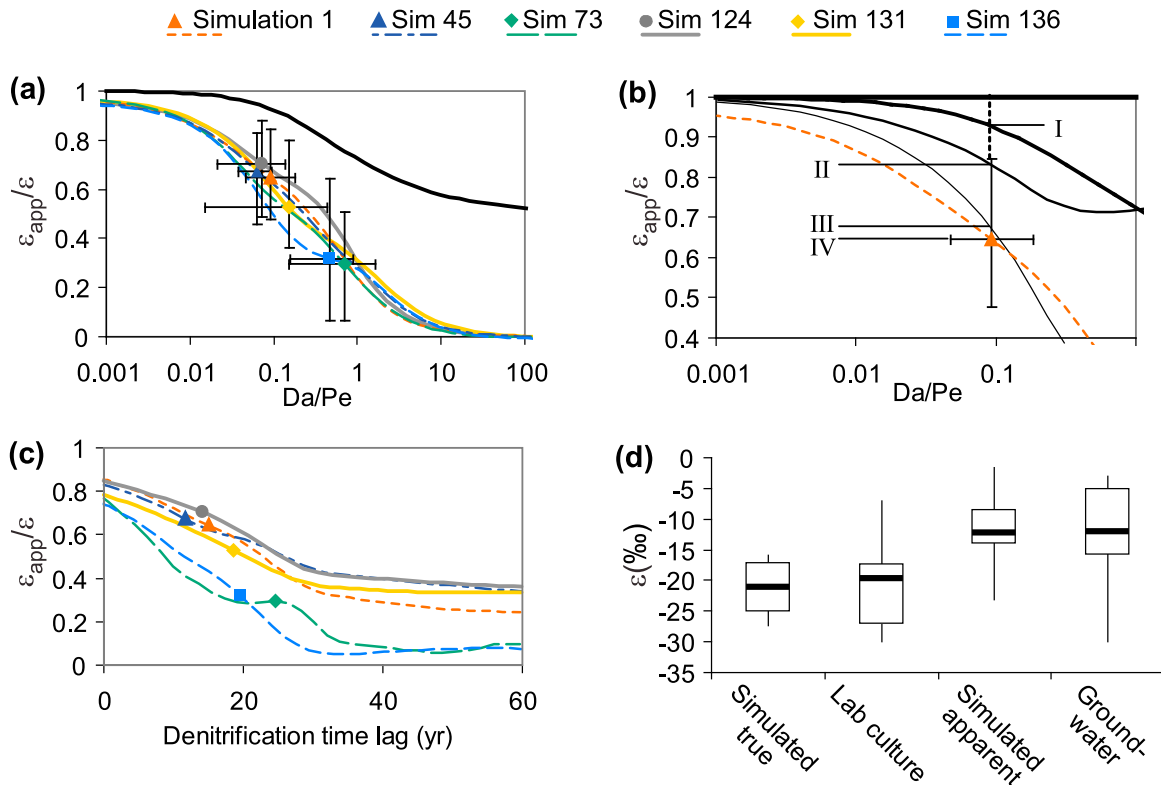 Simulation 1 Sim 45 Sim 73 Sim 124 Sim 131 Sim 136
(a)
1
0.8
0.6
0.4
0.2
0
εapp/ε
0.001 0.01 0.1 1 10 100
Da/Pe
(b)
1
0.9
0.8
0.7
0.6
0.5
0.4
εapp/ε
I
II
III
IV
0.001 0.01 0.1
Da/Pe
(c)
1
0.8
0.6
0.4
0.2
0
εapp/ε
0 20 40 60
Denitrification time lag (yr)
(d)
0
-5
-10
-15
-20
-25
-30
-35
ε(‰)
Simulated
true
Lab culture
Simulated
apparent
Ground-
water